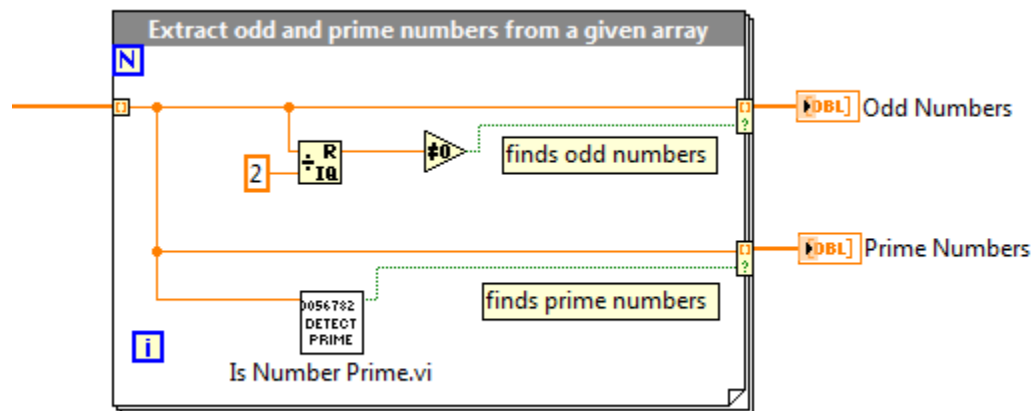 Extract odd and prime numbers from a given array
N
[]
[]
?
DBL]
Odd Numbers
R
÷
IQ
≠0
2
finds odd numbers
[]
?
DBL]
Prime Numbers
0056782
DETECT
PRIME
finds prime numbers
i
Is Number Prime.vi